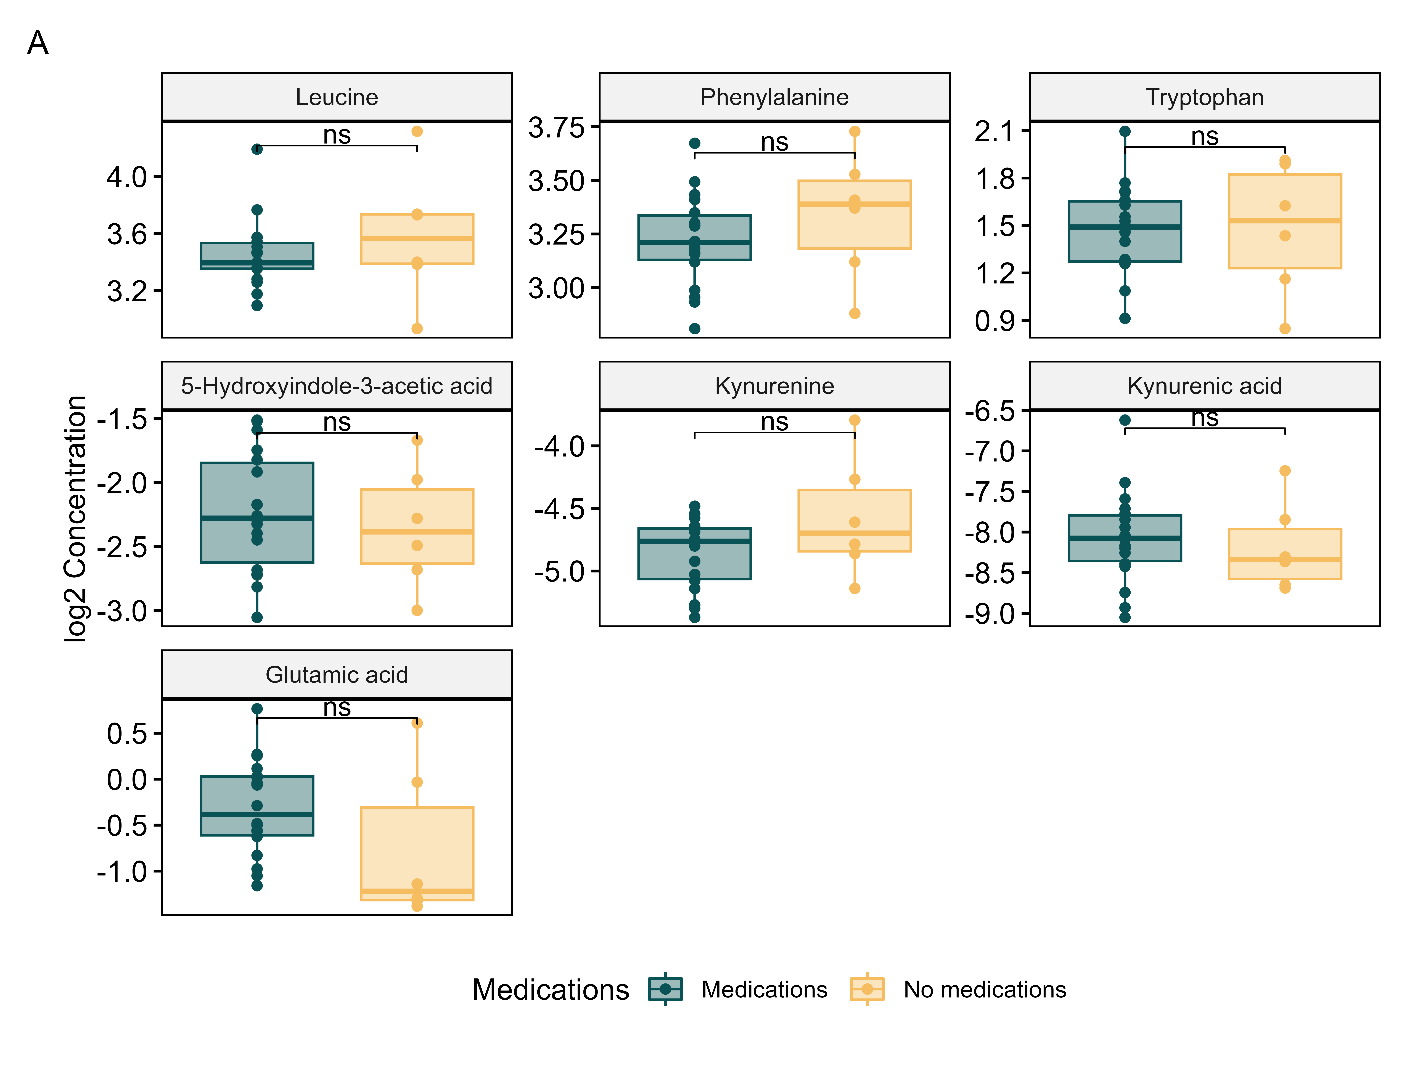 A
Leucine
Phenylalanine
Tryptophan
ns
ns
ns
4.0
3.6
3.2
3.75
3.50
3.25
3.00
2.1
1.8
1.5
1.2
0.9
log2 Concentration
5-Hydroxyindole-3-acetic acid
Kynurenine
Kynurenic acid
ns
ns
ns
-1.5
-2.0
-2.5
-3.0
-4.0
-4.5
-5.0
-6.5
-7.0
-7.5
-8.0
-8.5
-9.0
Glutamic acid
ns
0.5
0.0
-0.5
-1.0
Medications Medications No medications